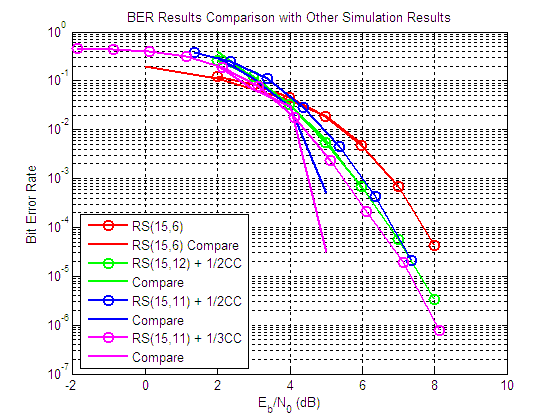 BER Results Comparison with Other Simulation Results
10^0
10^-1
10^-2
10^-3
10^-4
10^-5
10^-6
10^-7
Bit Error Rate
RS(15,6)
RS(15,6) Compare
RS(15,12) + 1/2CC
Compare
RS(15,11) + 1/2CC
Compare
RS(15,11) + 1/3CC
Compare
-2 0 2 4 6 8 10
E_b/N_0 (dB)